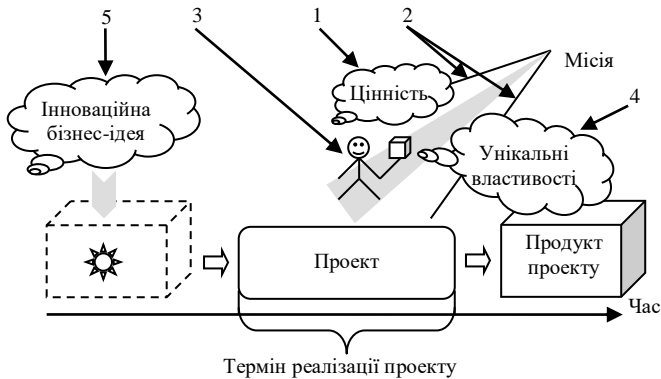 5
3
1
2
Місія
4
Інноваційна
бізнес-ідея
Цінність
Унікальні
властивості
Проект
Продукт
проекту
Час
Термін реалізації проекту